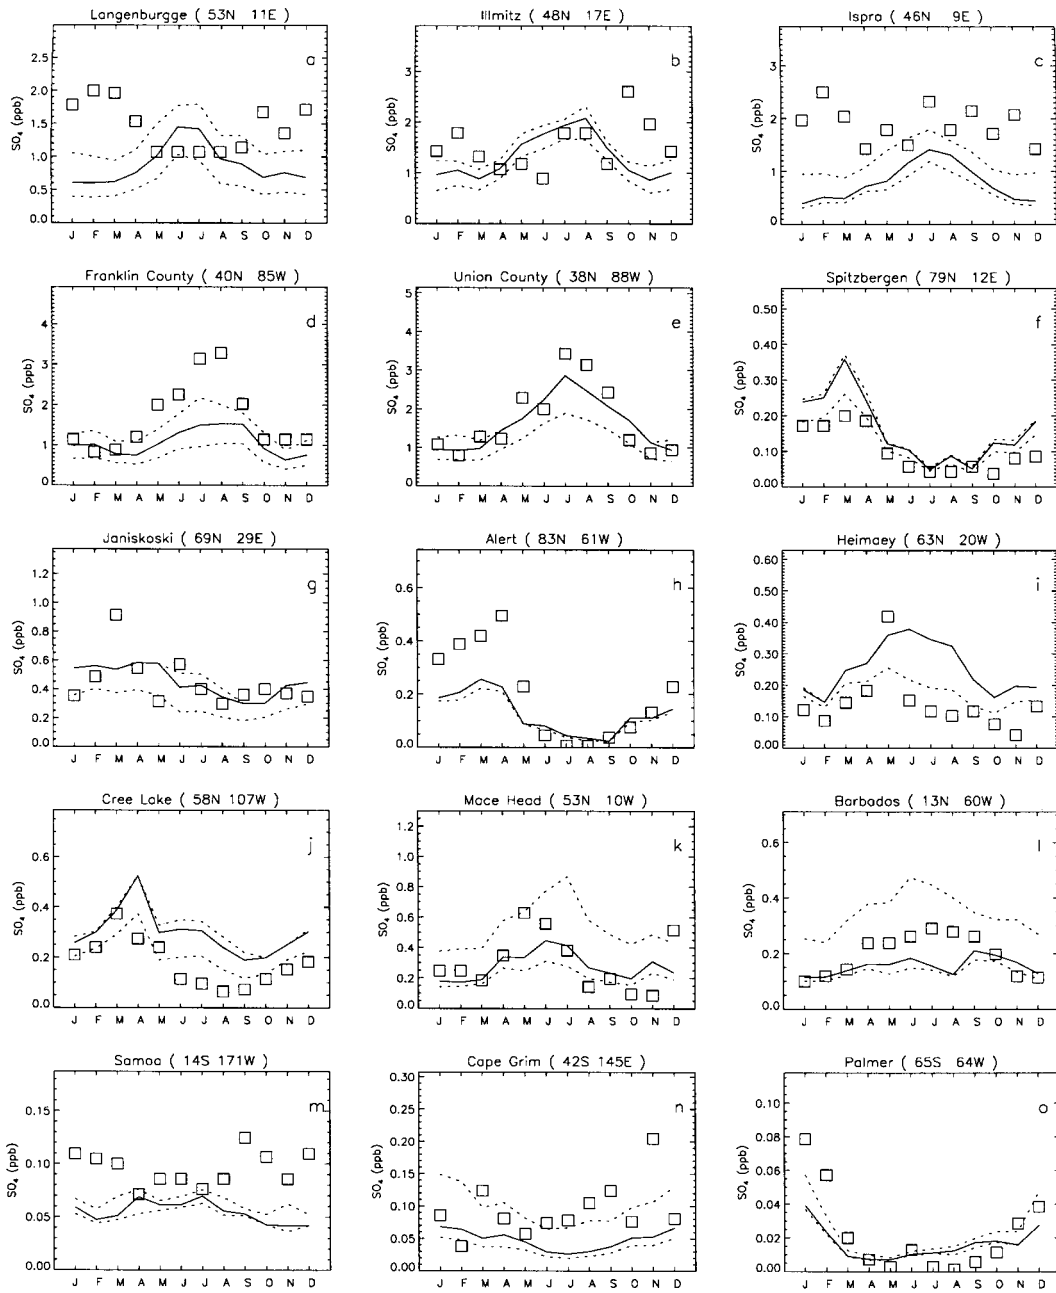 Langenburgge ( 53N 11E )
SO4 (ppb)
2.5
2.0
1.5
1.0
0.5
0.0
a
J F M A M J J A S O N D
Illmitz ( 48N 17E )
SO4 (ppb)
3
2
1
0
b
J F M A M J J A S O N D
Ispra ( 46N 9E )
SO4 (ppb)
3
2
1
0
c
J F M A M J J A S O N D
Franklin County ( 40N 85W )
SO4 (ppb)
4
3
2
1
0
d
J F M A M J J A S O N D
Union County ( 38N 88W )
SO4 (ppb)
5
4
3
2
1
0
e
J F M A M J J A S O N D
Spitzbergen ( 79N 12E )
SO4 (ppb)
0.50
0.40
0.30
0.20
0.10
0.00
f
J F M A M J J A S O N D
Janiskoski ( 69N 29E )
SO4 (ppb)
1.2
1.0
0.8
0.6
0.4
0.2
0.0
g
J F M A M J J A S O N D
Alert ( 83N 61W )
SO4 (ppb)
0.6
0.4
0.2
0.0
h
J F M A M J J A S O N D
Heimaey ( 63N 20W )
SO4 (ppb)
0.60
0.50
0.40
0.30
0.20
0.10
0.00
i
J F M A M J J A S O N D
Cree Lake ( 58N 107W )
SO4 (ppb)
0.6
0.4
0.2
0.0
j
J F M A M J J A S O N D
Mace Head ( 53N 10W )
SO4 (ppb)
1.2
1.0
0.8
0.6
0.4
0.2
0.0
k
J F M A M J J A S O N D
Barbados ( 13N 60W )
SO4 (ppb)
0.6
0.4
0.2
0.0
l
J F M A M J J A S O N D
Samoa ( 14S 171W )
SO4 (ppb)
0.15
0.10
0.05
0.00
m
J F M A M J J A S O N D
Cape Grim ( 42S 145E )
SO4 (ppb)
0.30
0.25
0.20
0.15
0.10
0.05
0.00
n
J F M A M J J A S O N D
Palmer ( 65S 64W )
SO4 (ppb)
0.10
0.08
0.06
0.04
0.02
0.00
o
J F M A M J J A S O N D